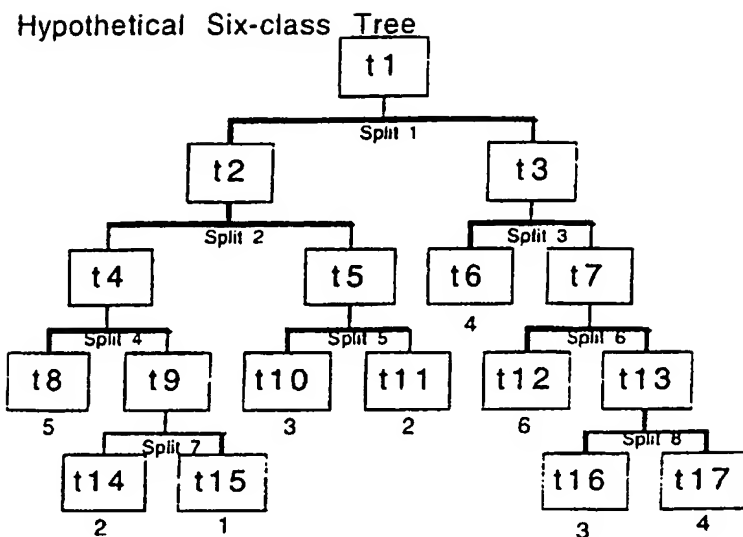 Hypothetical Six-class Tree
t1
Split 1
t2 t3
Split 2 Split 3
t4 t5 t6 t7
4
Split 4 Split 5 Split 6
t8 t9 t10 t11 t12 t13
5 3 2 6
Split 7 Split 8
t14 t15 t16 t17
2 1 3 4